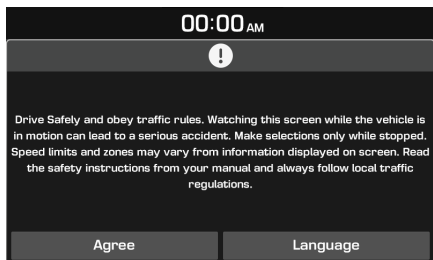 00:00 AM
!
Drive Safely and obey traffic rules. Watching this screen while the vehicle is
in motion can lead to a serious accident. Make selections only while stopped.
Speed limits and zones may vary from information displayed on screen. Read
the safety instructions from your manual and always follow local traffic
regulations.
Agree
Language